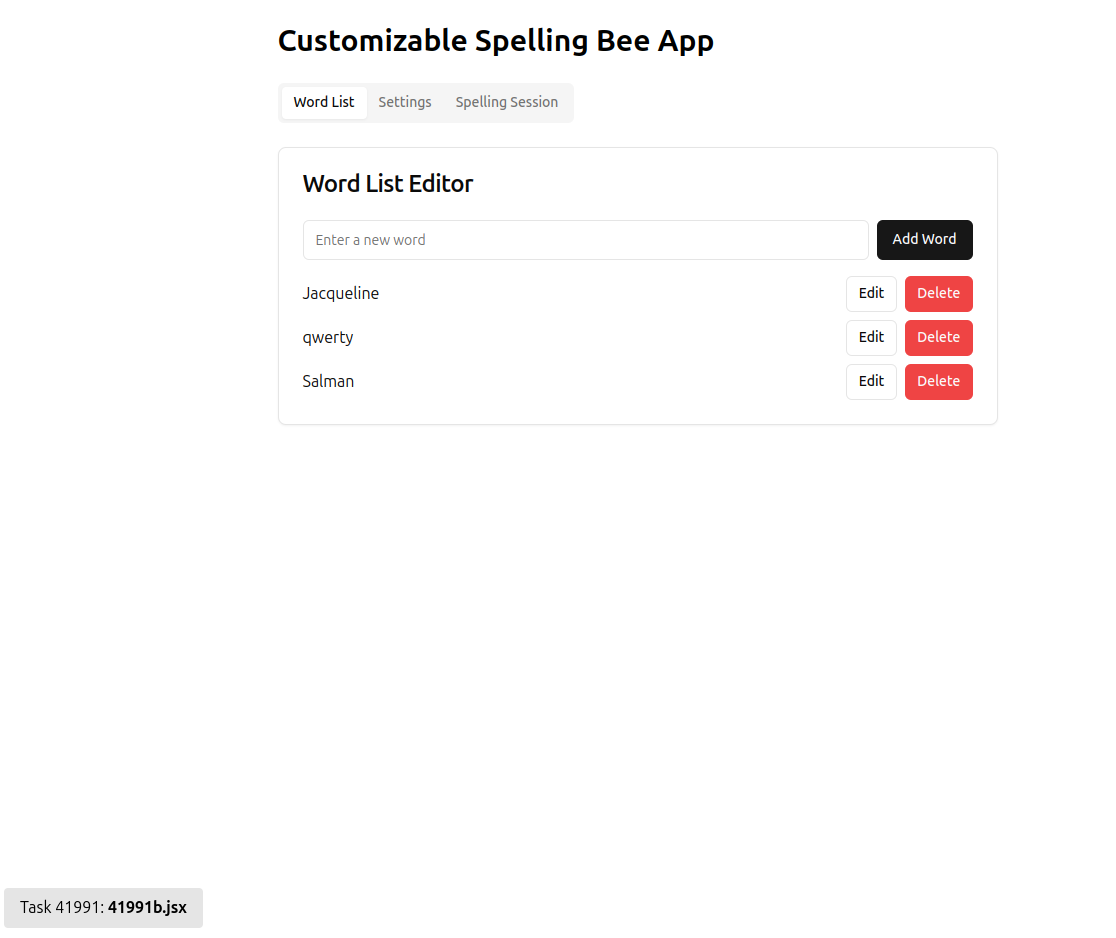 Customizable Spelling Bee App
Word List Settings Spelling Session
Word List Editor
Enter a new word Add Word
Jacqueline Edit Delete
qwerty Edit Delete
Salman Edit Delete
Task 41991: 41991b.jsx